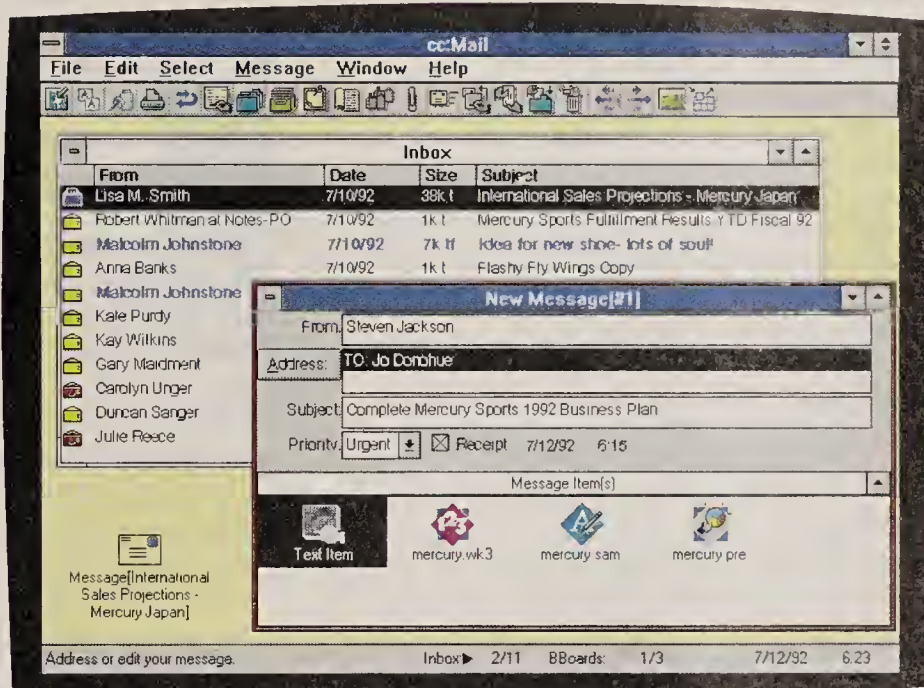 cc:Mail
File Edit Select Message Window Help
Inbox
From Date Size Subject
Lisa M. Smith 7/10/92 38k t International Sales Projections - Mercury Japan
Robert Whitman at Notes-PO 7/10/92 1k t Mercury Sports Fulfillment Results YTD Fiscal 92
Malcolm Johnstone 7/10/92 7k tf Idea for new shoe- lots of soul!
Anna Banks 7/10/92 1k t Flashy Fly Wings Copy
Malcolm Johnstone
Kate Purdy
Kay Wilkins
Gary Maidment
Carolyn Unger
Duncan Sanger
Julie Reece
New Message[#1]
From: Steven Jackson
Address: TO: Jo Donohue
Subject: Complete Mercury Sports 1992 Business Plan
Priority: Urgent Receipt 7/12/92 6:15
Message Item(s)
Text Item mercury.wk3 mercury.sam mercury.pre
Message[International
Sales Projections -
Mercury Japan]
Address or edit your message. Inbox 2/11 BBoards: 1/3 7/12/92 6:23